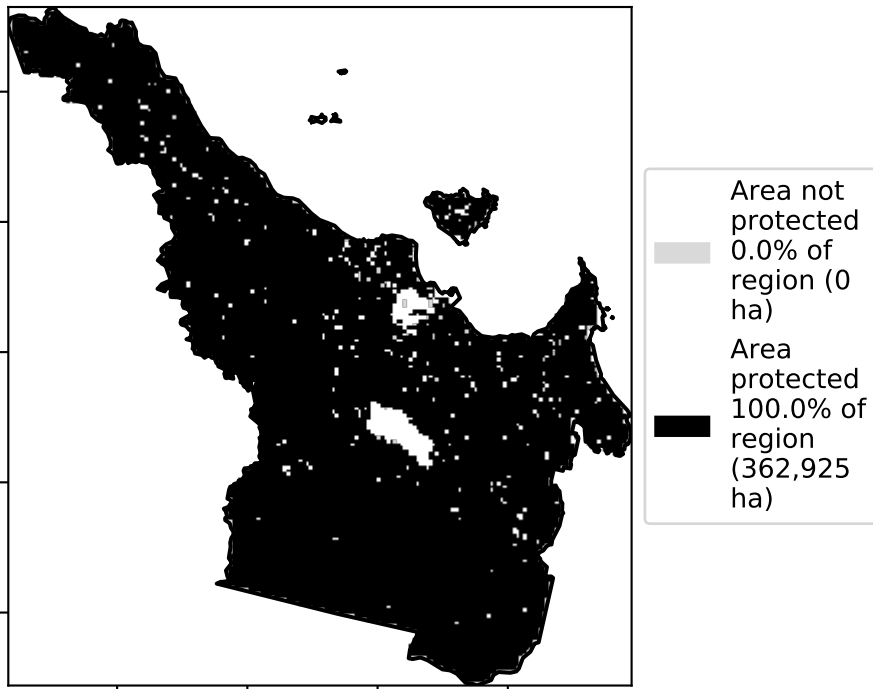 Area not
protected
0.0% of
region (0
ha)
Area
protected
100.0% of
region
(362,925
ha)